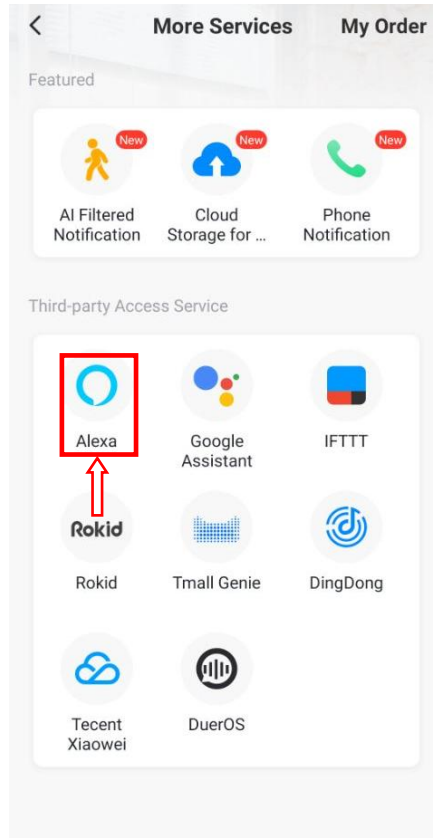 More Services
My Order
Featured
New
New
New
AI Filtered
Notification
Cloud
Storage for ...
Phone
Notification
Third-party Access Service
Alexa
Google
Assistant
IFTTT
Rokid
Rokid
Tmall Genie
DingDong
Tecent
Xiaowei
DuerOS